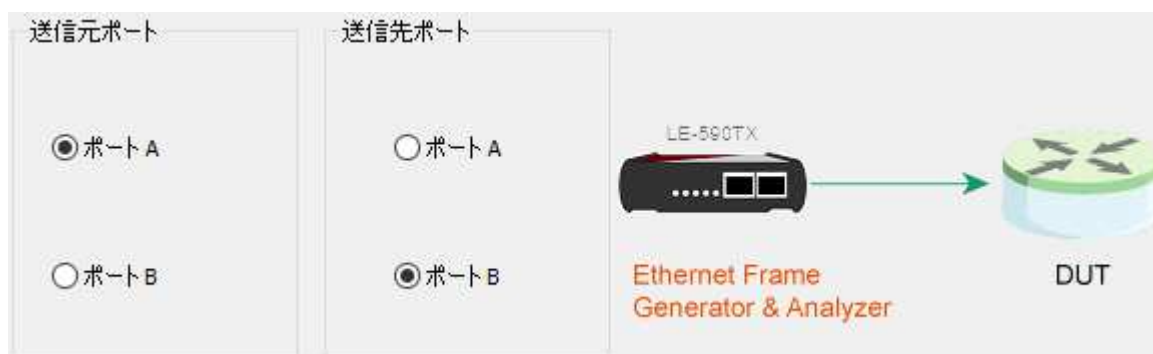 送信元ポート
ポートA
ポートB
送信先ポート
ポートA
ポートB
LE-590TX
Ethernet Frame
Generator & Analyzer
DUT